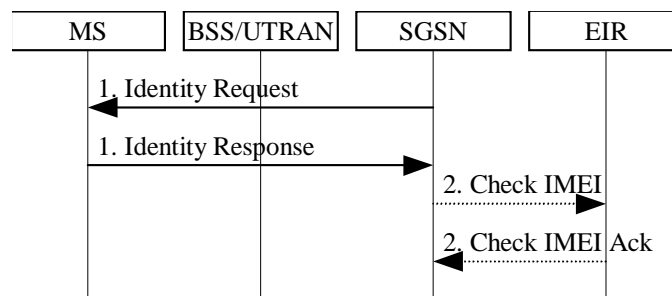 MS BSS/UTRAN SGSN EIR
1. Identity Request
1. Identity Response
2. Check IMEI
2. Check IMEI Ack